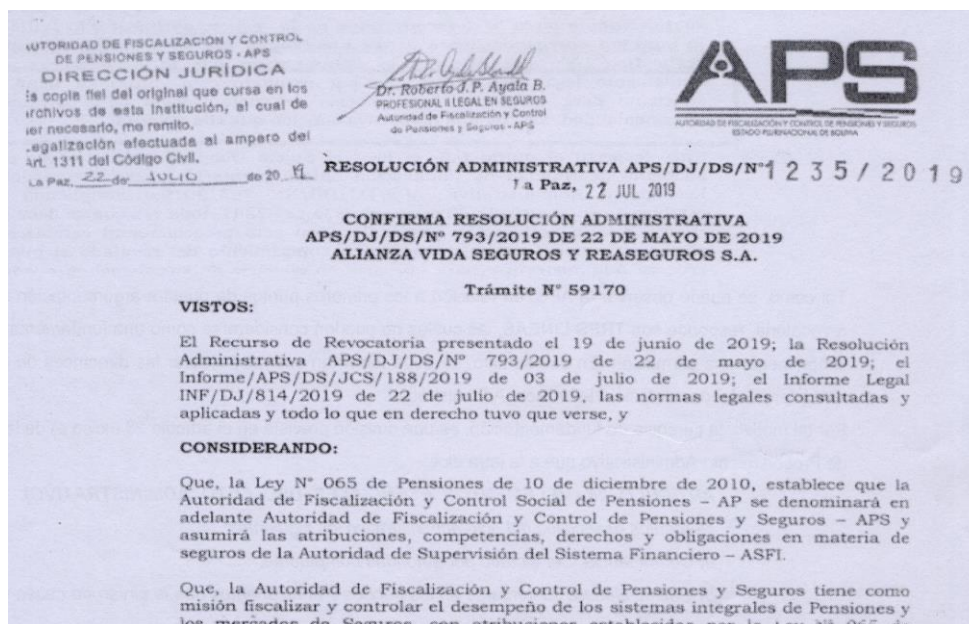 AUTORIDAD DE FISCALIZACIÓN Y CONTROL
DE PENSIONES Y SEGUROS - APS
DIRECCIÓN JURÍDICA
Es copia fiel del original que cursa en los
archivos de esta Institución, al cual de
ser necesario, me remito.
Legalización efectuada al amparo del
Art. 1311 del Código Civil.
La Paz, 22 de JULIO de 20 19
Dr. Roberto J. P. Ayala B.
PROFESIONAL II LEGAL EN SEGUROS
Autoridad de Fiscalización y Control
de Pensiones y Seguros - APS
APS
AUTORIDAD DE FISCALIZACIÓN Y CONTROL DE PENSIONES Y SEGUROS
ESTADO PLURINACIONAL DE BOLIVIA
RESOLUCIÓN ADMINISTRATIVA APS/DJ/DS/Nº 1235/2019
La Paz, 22 JUL 2019
CONFIRMA RESOLUCIÓN ADMINISTRATIVA
APS/DJ/DS/Nº 793/2019 DE 22 DE MAYO DE 2019
ALIANZA VIDA SEGUROS Y REASEGUROS S.A.
Trámite N° 59170
VISTOS:
El Recurso de Revocatoria presentado el 19 de junio de 2019; la Resolución
Administrativa APS/DJ/DS/Nº 793/2019 de 22 de mayo de 2019; el
Informe/APS/DS/JCS/188/2019 de 03 de julio de 2019; el Informe Legal
INF/DJ/814/2019 de 22 de julio de 2019, las normas legales consultadas y
aplicadas y todo lo que en derecho tuvo que verse, y
CONSIDERANDO:
Que, la Ley N° 065 de Pensiones de 10 de diciembre de 2010, establece que la
Autoridad de Fiscalización y Control Social de Pensiones – AP se denominará en
adelante Autoridad de Fiscalización y Control de Pensiones y Seguros – APS y
asumirá las atribuciones, competencias, derechos y obligaciones en materia de
seguros de la Autoridad de Supervisión del Sistema Financiero – ASFI.
Que, la Autoridad de Fiscalización y Control de Pensiones y Seguros tiene como
misión fiscalizar y controlar el desempeño de los sistemas integrales de Pensiones y
los mercados de Seguros, con atribuciones establecidas por la Ley Nº 065 de